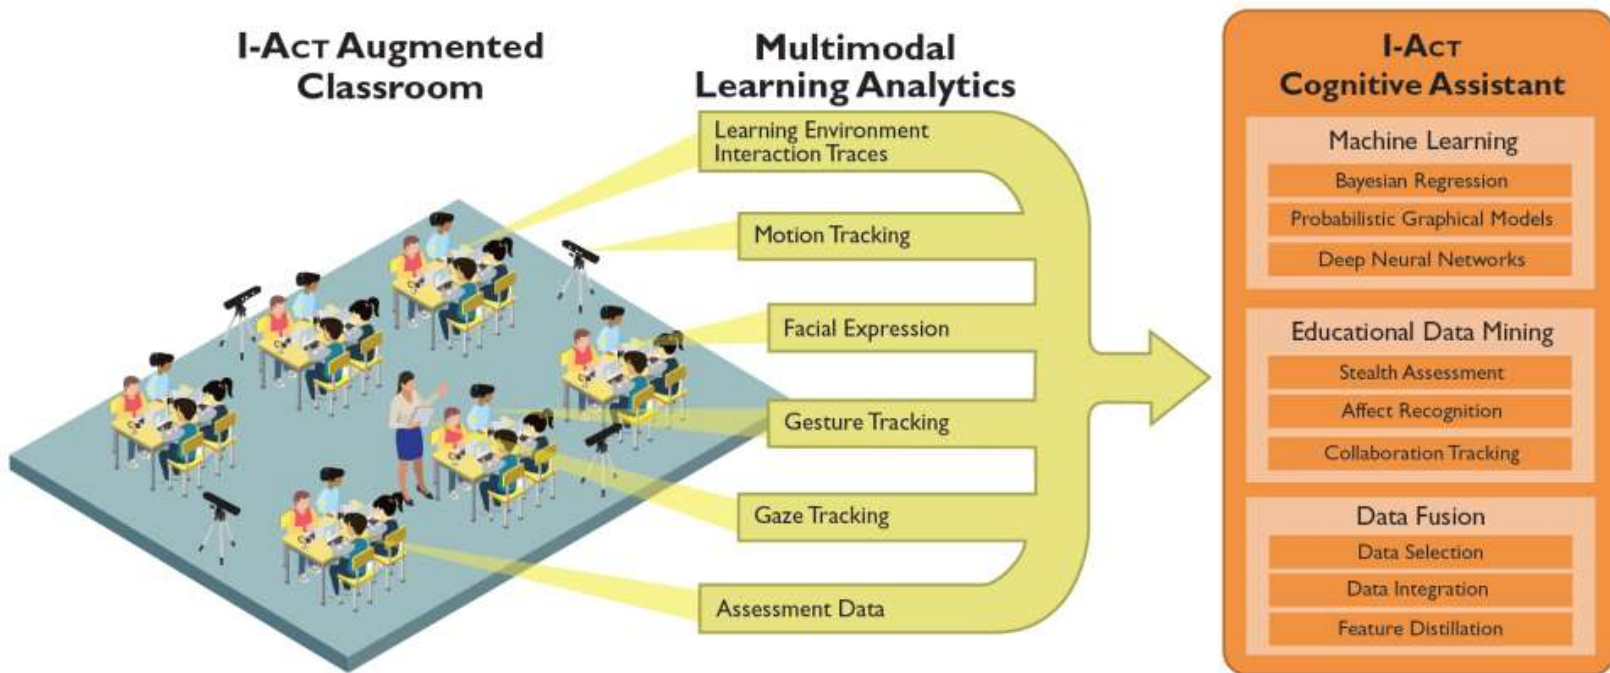 I-ACT Augmented
Classroom
Multimodal
Learning Analytics
Learning Environment
Interaction Traces
Motion Tracking
Facial Expression
Gesture Tracking
Gaze Tracking
Assessment Data
I-ACT
Cognitive Assistant
Machine Learning
Bayesian Regression
Probabilistic Graphical Models
Deep Neural Networks
Educational Data Mining
Stealth Assessment
Affect Recognition
Collaboration Tracking
Data Fusion
Data Selection
Data Integration
Feature Distillation